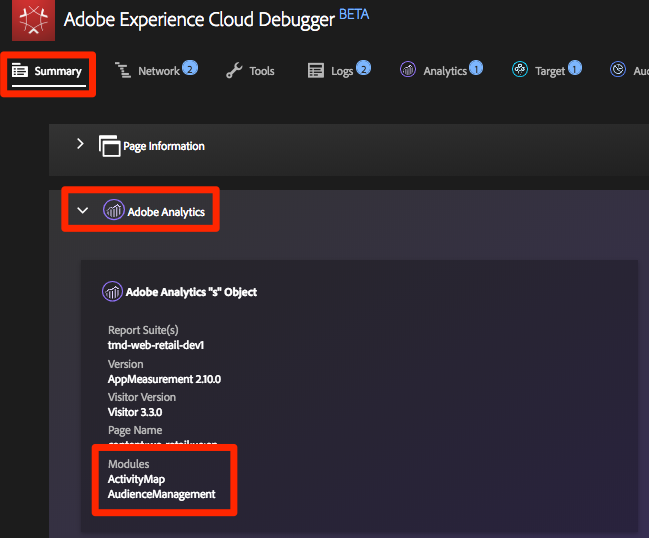 Adobe Experience Cloud Debugger BETA
Summary Network 2 Tools Logs 2 Analytics 1 Target 1
Page Information
Adobe Analytics
Adobe Analytics "s" Object
Report Suite(s)
tmd-web-retail-dev1
Version
AppMeasurement 2.10.0
Visitor Version
Visitor 3.3.0
Page Name
Modules
ActivityMap
AudienceManagement